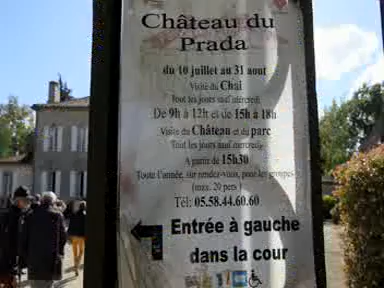 Château du
Prada
du 10 juillet au 31 aout
Visite du Chai
Tout les jours sauf mercredi
De 9h à 12h et de 15h à 18h
Visite du Château et du parc
Tout les jours sauf mercredi
A partir de 15h30
Toute l'année, sur rendez-vous, pour les groupes
(max. 20 pers )
Tél: 05.58.44.60.60
Entrée à gauche
dans la cour